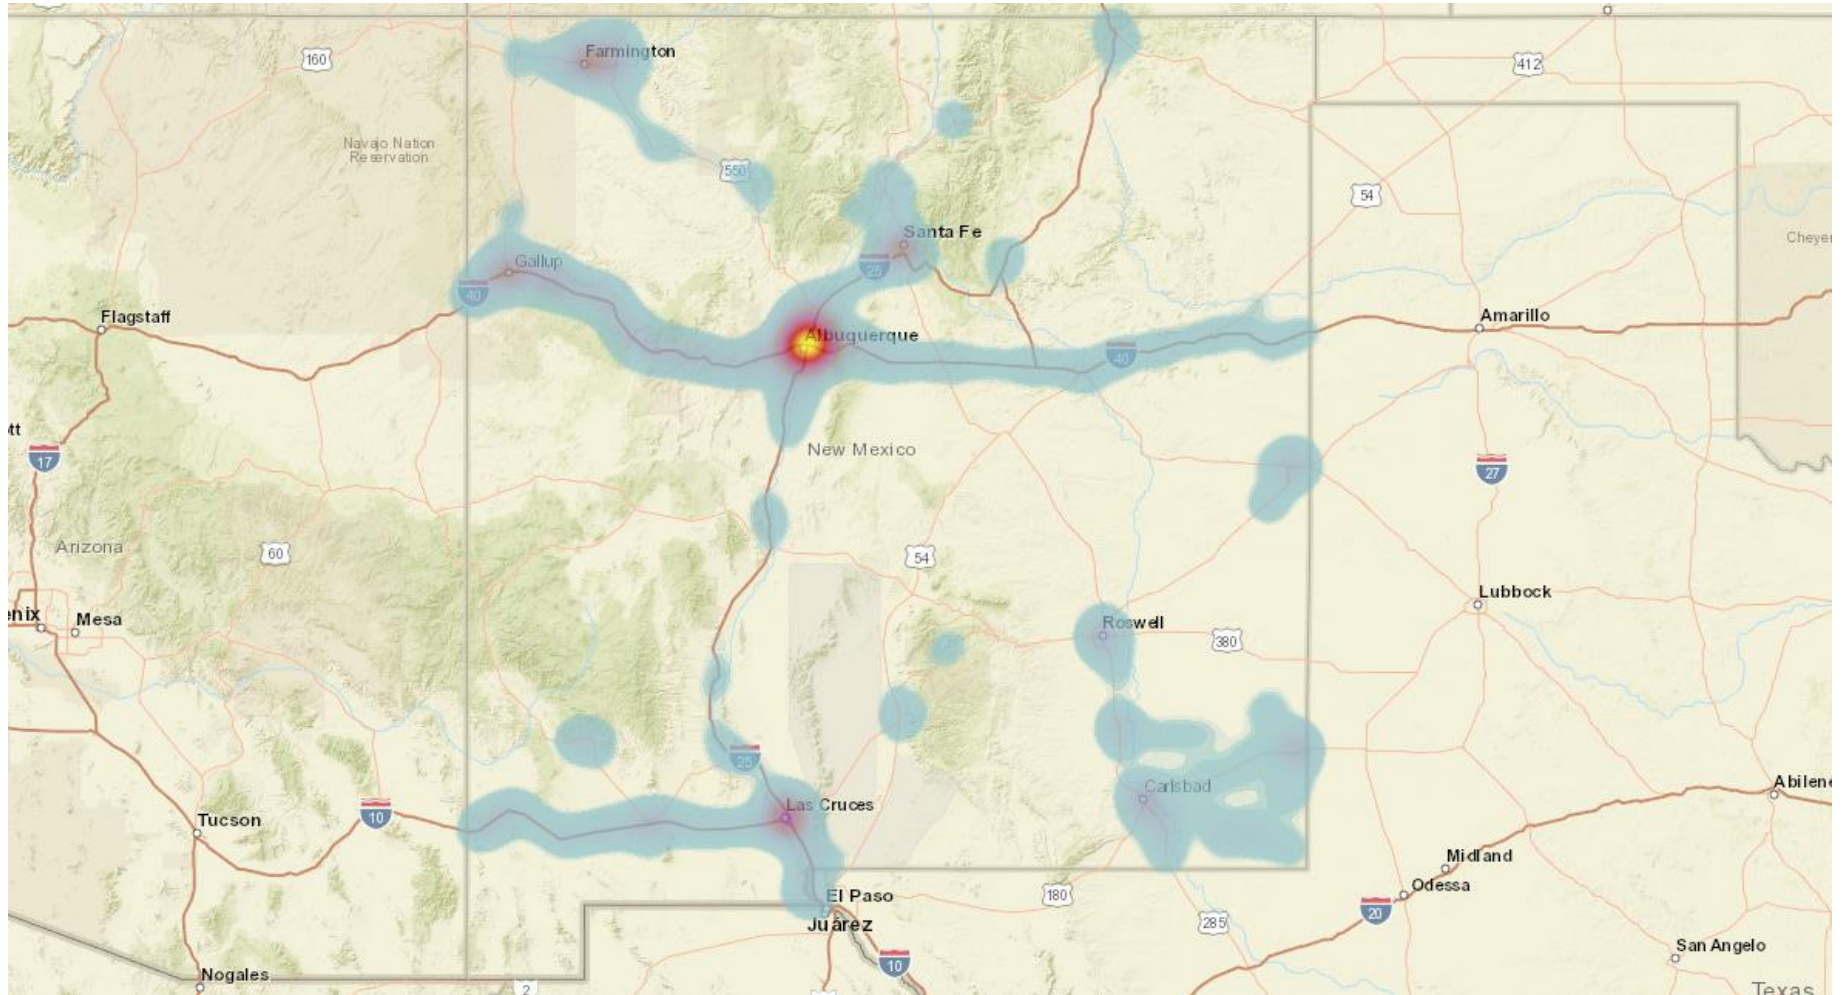 Farmington
160
412
Navajo Nation
Reservation
550
54
Santa Fe
Cheyen
Gallup
25
40
Flagstaff
Amarillo
Albuquerque
40
tt
New Mexico
17
27
Arizona
60
54
Lubbock
enix
Mesa
Roswell
380
25
Carlsbad
Abilene
Las Cruces
10
Tucson
Midland
Odessa
El Paso
180
20
Juárez
285
San Angelo
10
Nogales
2
Texas